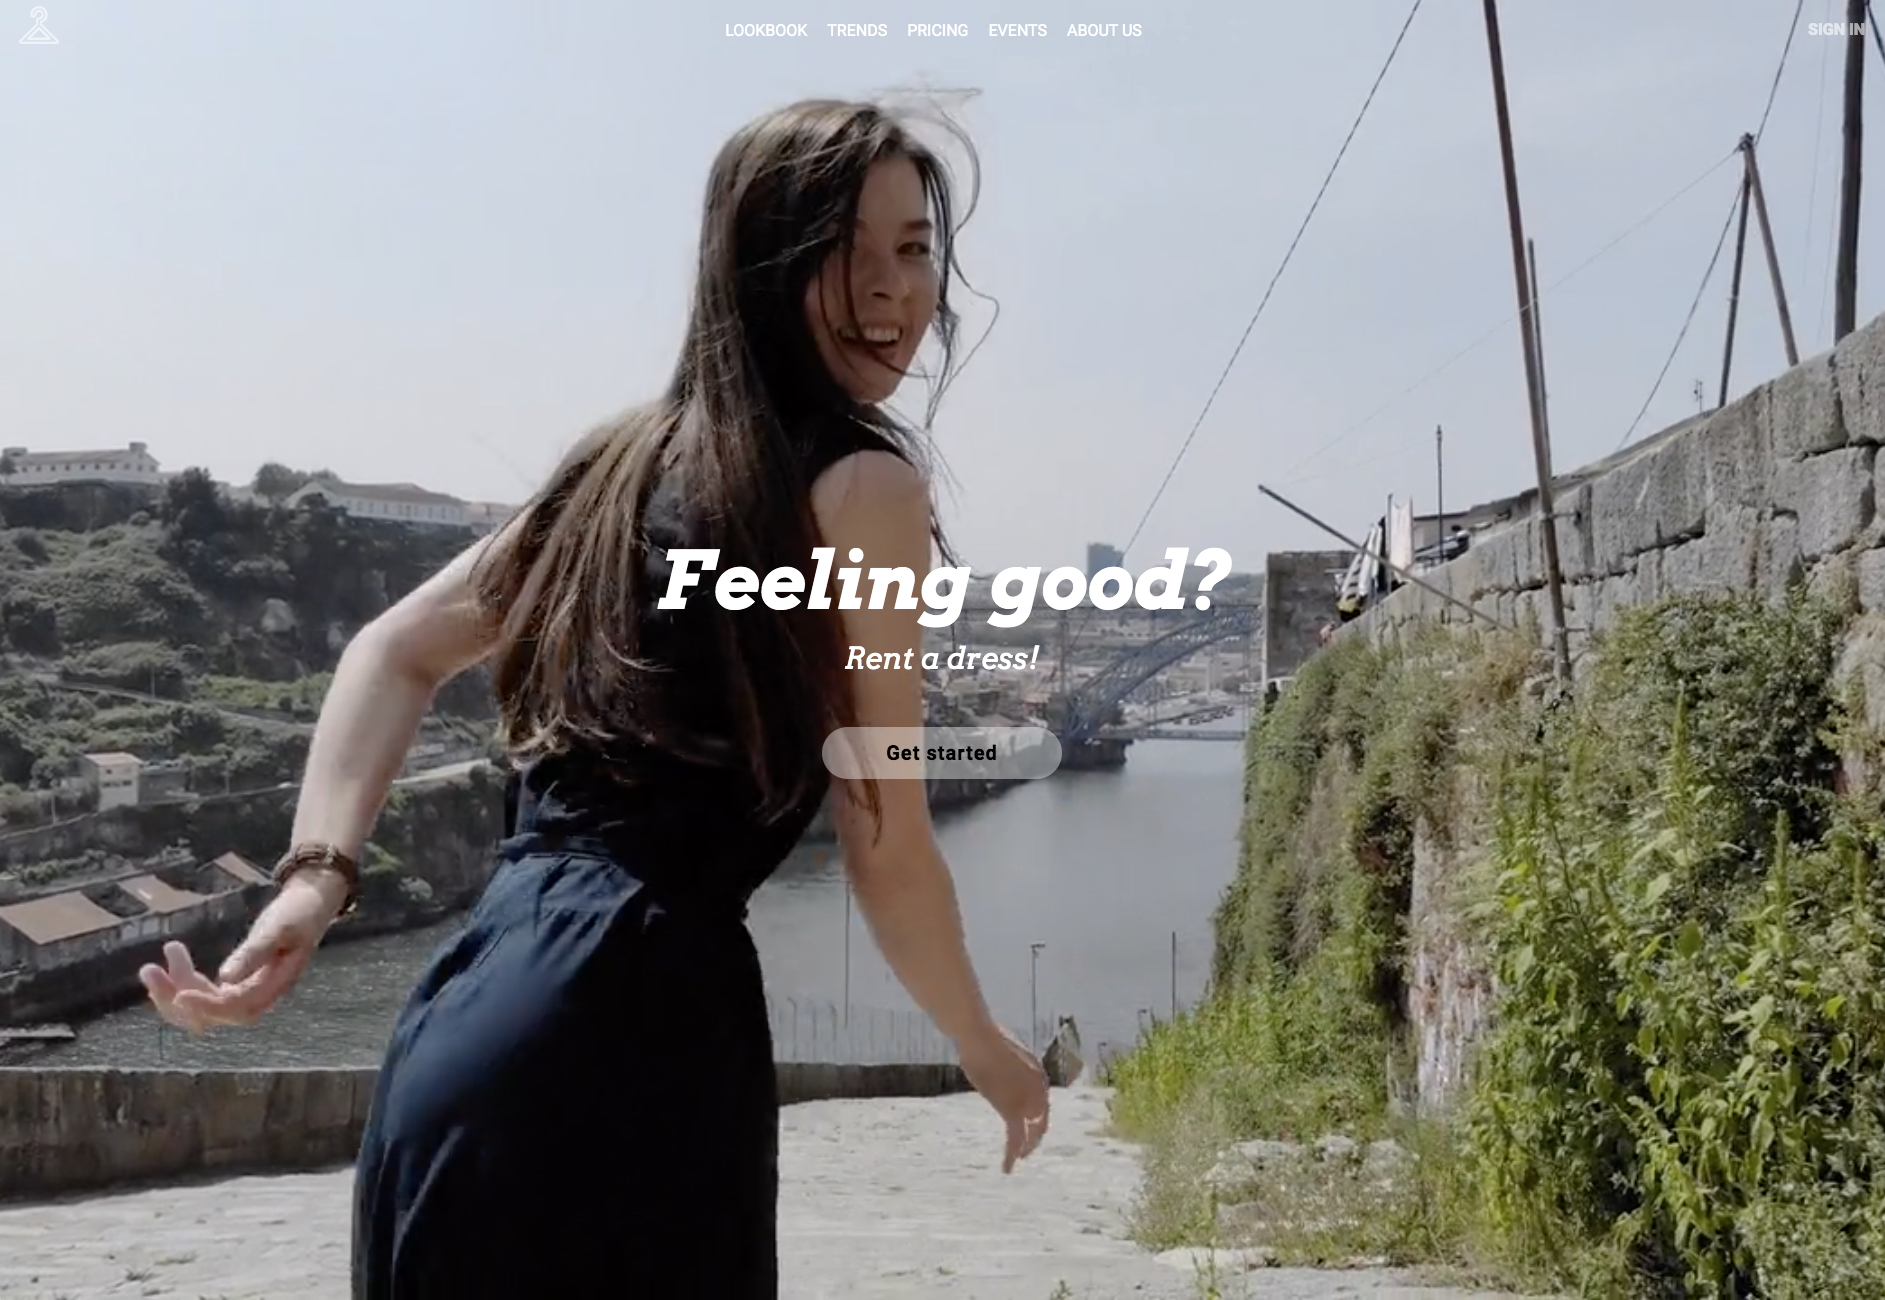 LOOKBOOK TRENDS PRICING EVENTS ABOUT US SIGN IN
Feeling good?
Rent a dress!
Get started